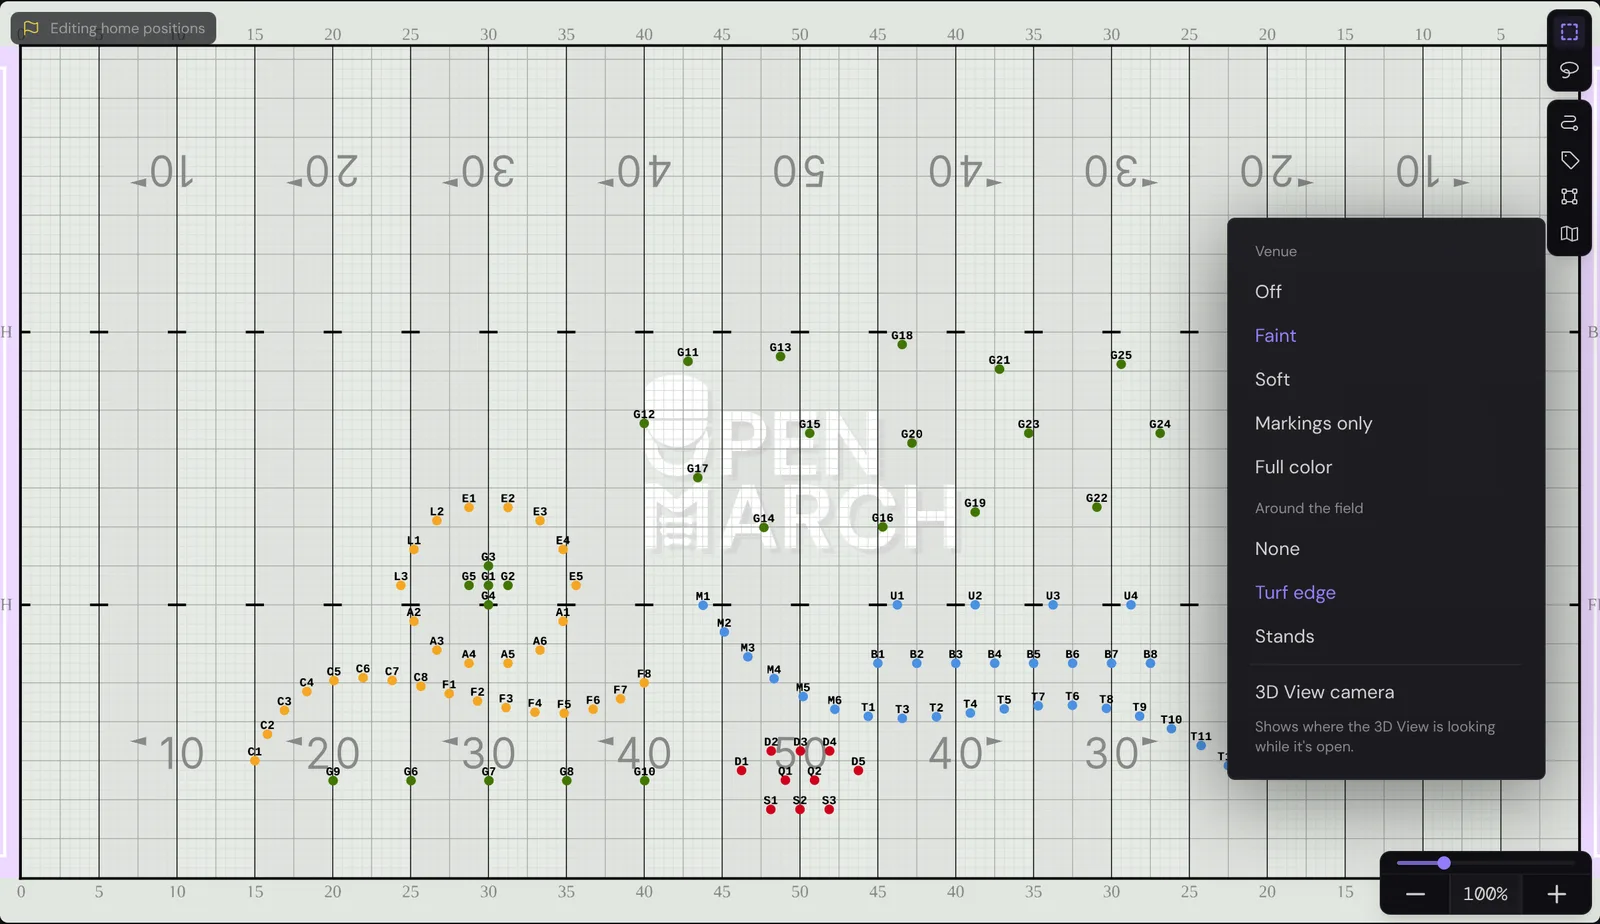 Editing home positions
0 5 10 15 20 25 30 35 40 45 50 45 40 35 30 25 20 15 10 5
10 20 30 40 50 40 30 20 10
H
B
G18
G13
G11
G21
G25
G12
G15
G20
G23
G24
OPEN
MARCH
G17
G14
G16
G19
G22
E1 E2
L2 E3
L1 E4
G3
L3 G5 G1 G2 E5
G4
H
M1 U1 U2 U3 U4
A2 A1
M2
A3 A6
M3
A4 A5
B1 B2 B3 B4 B5 B6 B7 B8
C4 C5 C6 C7 C8 F1 F2 F3 F4 F5 F6 F7 F8
M4
M5
M6
C3
C2
C1
T1 T3 T2 T4 T5 T7 T6 T8 T9
T10
T11
10 20 30 40 50 40 30
D2 D3 D4
D1 D5
Q1 Q2
G9 G6 G7 G8 G10
S1 S2 S3
0 5 10 15 20 25 30 35 40 45 50 45 40 35 30 25 20 15
Venue
Off
Faint
Soft
Markings only
Full color
Around the field
None
Turf edge
Stands
3D View camera
Shows where the 3D View is looking
while it's open.
100%